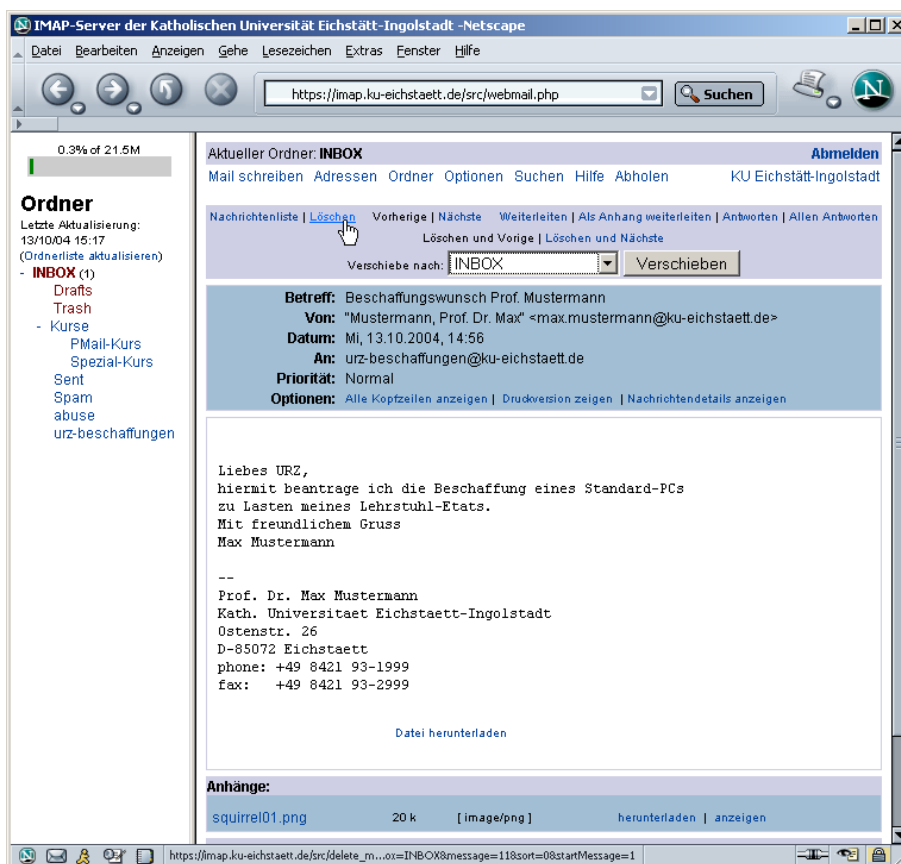 IMAP-Server der Katholischen Universität Eichstätt-Ingolstadt -Netscape
Datei Bearbeiten Anzeigen Gehe Lesezeichen Extras Fenster Hilfe
https://imap.ku-eichstaett.de/src/webmail.php Suchen N
0.3% of 21.5M
Ordner
Letzte Aktualisierung:
13/10/04 15:17
(Ordnerliste aktualisieren)
- INBOX (1)
Drafts
Trash
- Kurse
PMail-Kurs
Spezial-Kurs
Sent
Spam
abuse
urz-beschaffungen
Aktueller Ordner: INBOX Abmelden
Mail schreiben Adressen Ordner Optionen Suchen Hilfe Abholen KU Eichstätt-Ingolstadt
Nachrichtenliste | Löschen Vorherige | Nächste Weiterleiten | Als Anhang weiterleiten | Antworten | Allen Antworten
Löschen und Vorige | Löschen und Nächste
Verschiebe nach: INBOX Verschieben
Betreff: Beschaffungswunsch Prof. Mustermann
Von: "Mustermann, Prof. Dr. Max" <max.mustermann@ku-eichstaett.de>
Datum: Mi, 13.10.2004, 14:56
An: urz-beschaffungen@ku-eichstaett.de
Priorität: Normal
Optionen: Alle Kopfzeilen anzeigen | Druckversion zeigen | Nachrichtendetails anzeigen
Liebes URZ,
hiermit beantrage ich die Beschaffung eines Standard-PCs
zu Lasten meines Lehrstuhl-Etats.
Mit freundlichem Gruss
Max Mustermann
--
Prof. Dr. Max Mustermann
Kath. Universitaet Eichstaett-Ingolstadt
Ostenstr. 26
D-85072 Eichstaett
phone: +49 8421 93-1999
fax: +49 8421 93-2999
Datei herunterladen
Anhänge:
squirrel01.png 20 k [ image/png ] herunterladen | anzeigen
https://imap.ku-eichstaett.de/src/delete_m...ox=INBOX&message=11&sort=0&startMessage=1